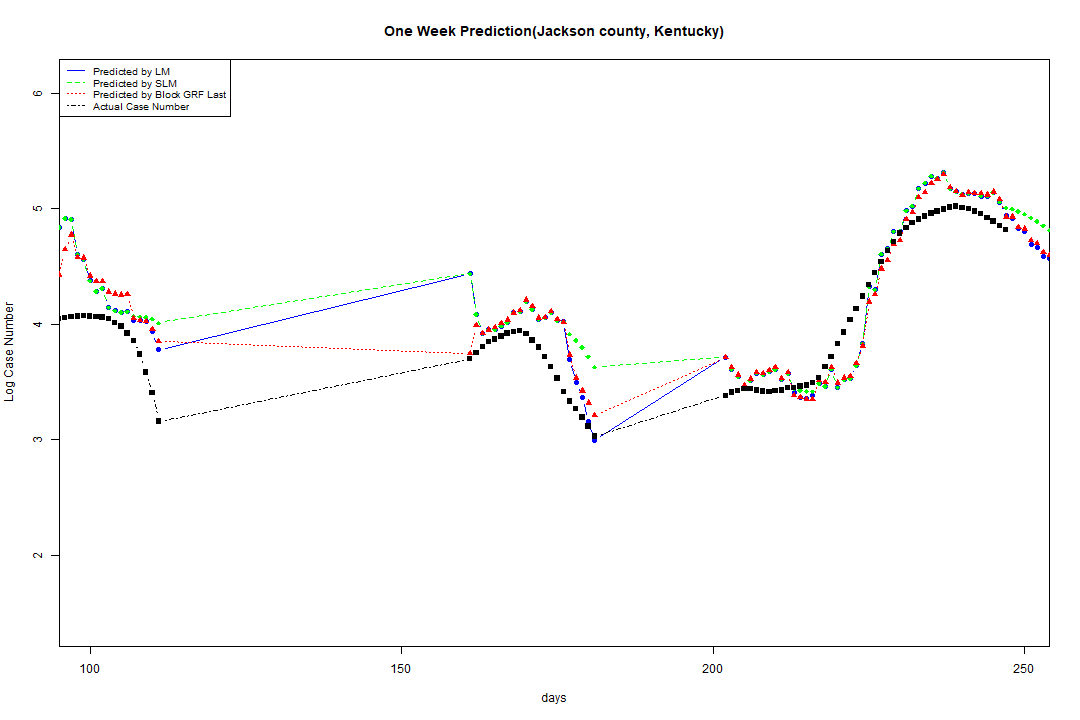 One Week Prediction(Jackson county, Kentucky)
Predicted by LM
Predicted by SLM
Predicted by Block GRF Last
Actual Case Number
6
5
4
3
2
Log Case Number
100 150 200 250
days